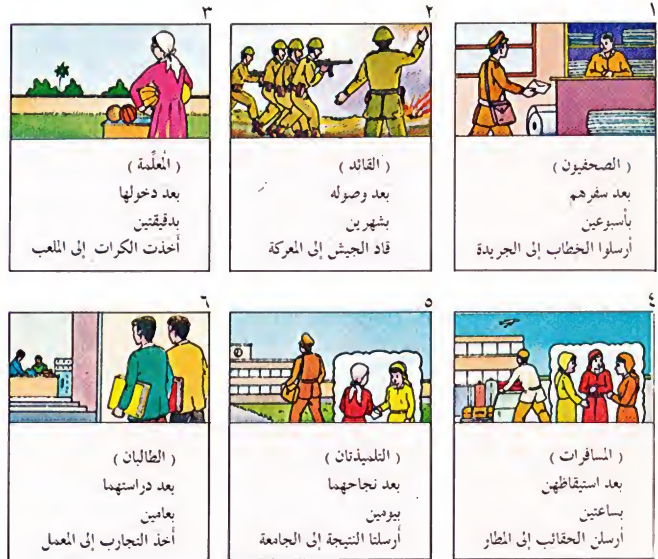 ١
( الصحفيون )
بعد سفرهم
بأسبوعين
أرسلوا الخطاب إلى الجريدة
٢
( القائد )
بعد وصوله
بشهرين
قاد الجيش إلى المعركة
٣
( المعلِّمة )
بعد دخولها
بدقيقتين
أخذت الكرات إلى الملعب
٤
( المسافرات )
بعد استيقاظهن
بساعتين
أرسلن الحقائب إلى المطار
٥
( التلميذتان )
بعد نجاحهما
بيومين
أرسلتا النتيجة إلى الجامعة
٦
( الطالبان )
بعد دراستهما
بعامين
أخذ التجارب إلى المعمل